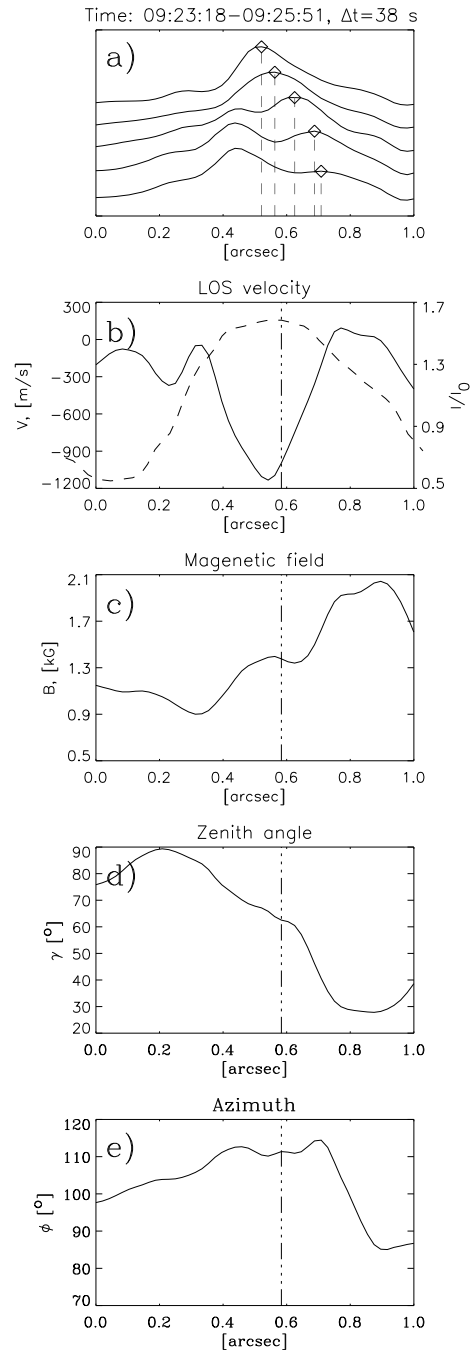 Time: 09:23:18−09:25:51, Δt=38 s
a)
0.0 0.2 0.4 0.6 0.8 1.0
[arcsec]
LOS velocity
b)
300
0
−300
−600
−900
−1200
V, [m/s]
1.7
1.3
0.9
0.5
I/I0
0.0 0.2 0.4 0.6 0.8 1.0
[arcsec]
Magenetic field
c)
2.1
1.7
1.3
0.9
0.5
B, [kG]
0.0 0.2 0.4 0.6 0.8 1.0
[arcsec]
Zenith angle
d)
90
80
70
60
50
40
30
20
γ [°]
0.0 0.2 0.4 0.6 0.8 1.0
[arcsec]
Azimuth
e)
120
110
100
90
80
70
ϕ [°]
0.0 0.2 0.4 0.6 0.8 1.0
[arcsec]